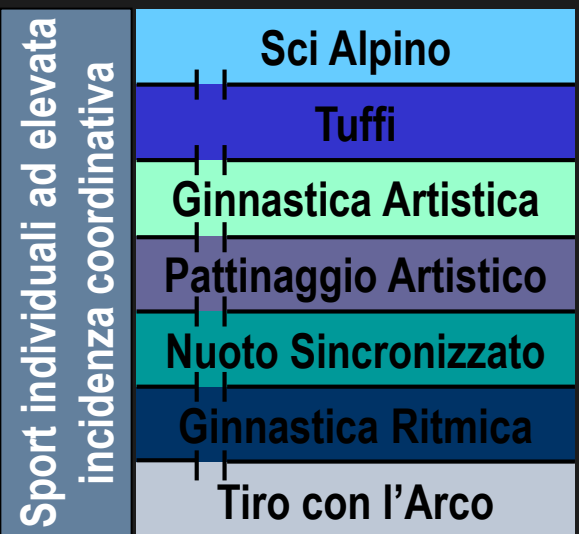 Sport individuali ad elevata
incidenza coordinativa
Sci Alpino
Tuffi
Ginnastica Artistica
Pattinaggio Artistico
Nuoto Sincronizzato
Ginnastica Ritmica
Tiro con l’Arco